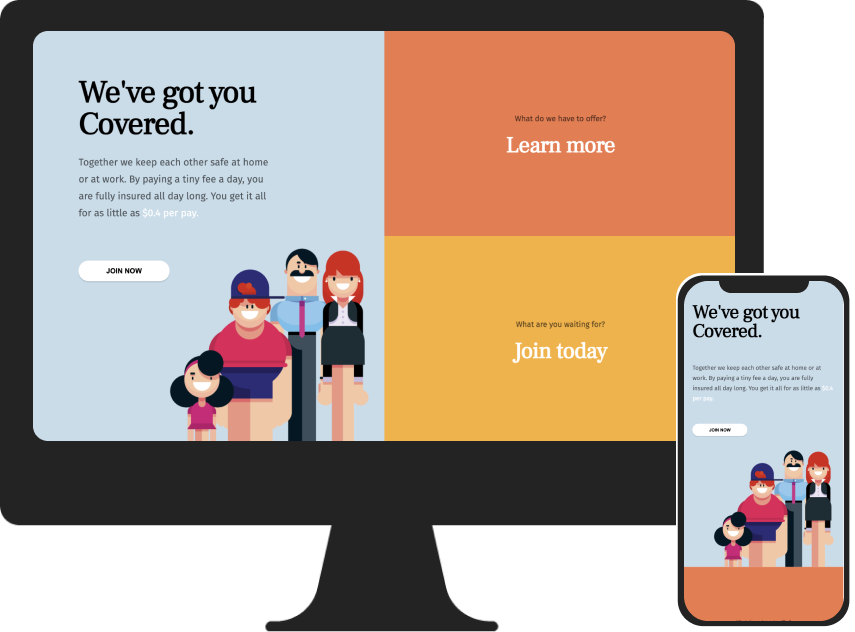 We've got you
Covered.
Together we keep each other safe at home
or at work. By paying a tiny fee a day, you
are fully insured all day long. You get it all
for as little as $0.4 per pay.
JOIN NOW
What do we have to offer?
Learn more
What are you waiting for?
Join today
We've got you
Covered.
Together we keep each other safe at home or at
work. By paying a tiny fee a day, you are fully
insured all day long. You get it all for as little as $0.4
per pay.
JOIN NOW